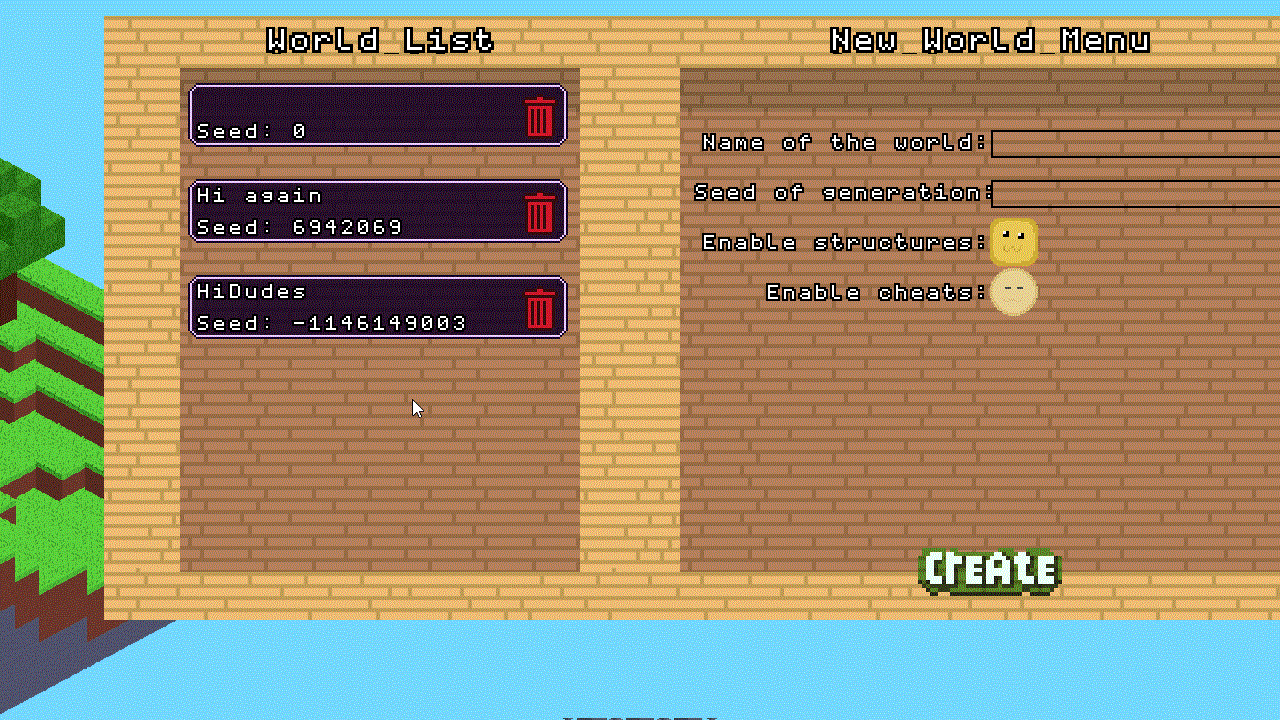 World_List
Seed: 0
Hi again
Seed: 6942069
HiDudes
Seed: -1146149003
New_World_Menu
Name of the world:
Seed of generation:
Enable structures:
Enable cheats:
CrEAtE